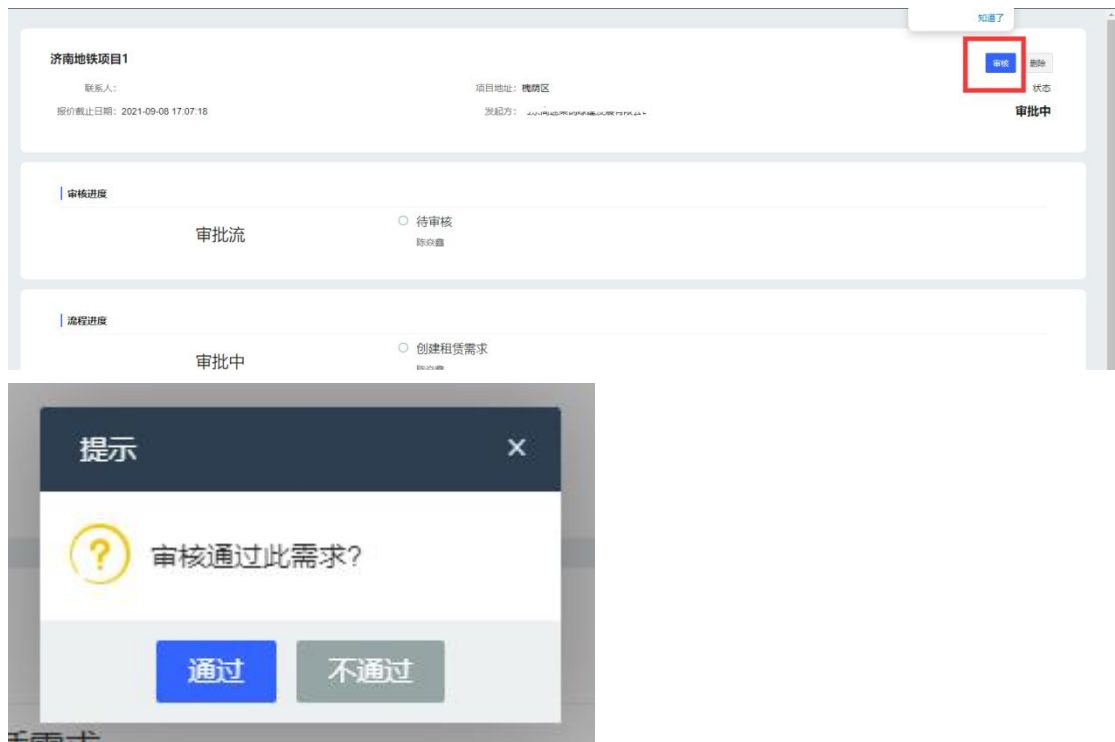 知道了
济南地铁项目1
审核 删除
联系人： 项目地址：槐荫区 状态
报价截止日期：2021-09-08 17:07:18 发起方： 审批中
审核进度
审批流 待审核
陈焱鑫
流程进度
审批中 创建租赁需求
提示 x
? 审核通过此需求?
通过 不通过
需求